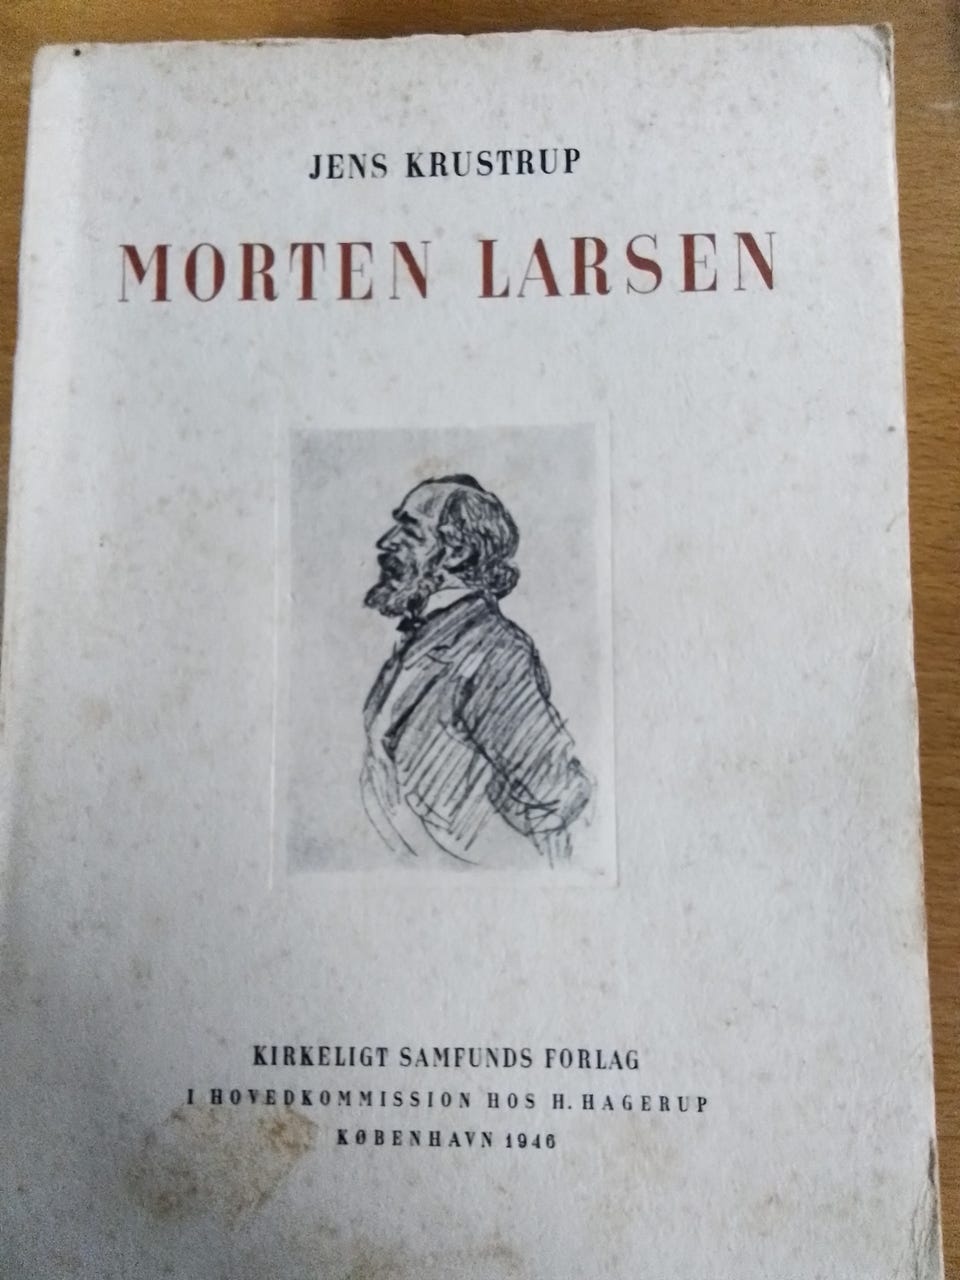 JENS KRUSTRUP
MORTEN LARSEN
KIRKELIGT SAMFUNDS FORLAG
I HOVEDKOMMISSION HOS H. HAGERUP
KØBENHAVN 1946